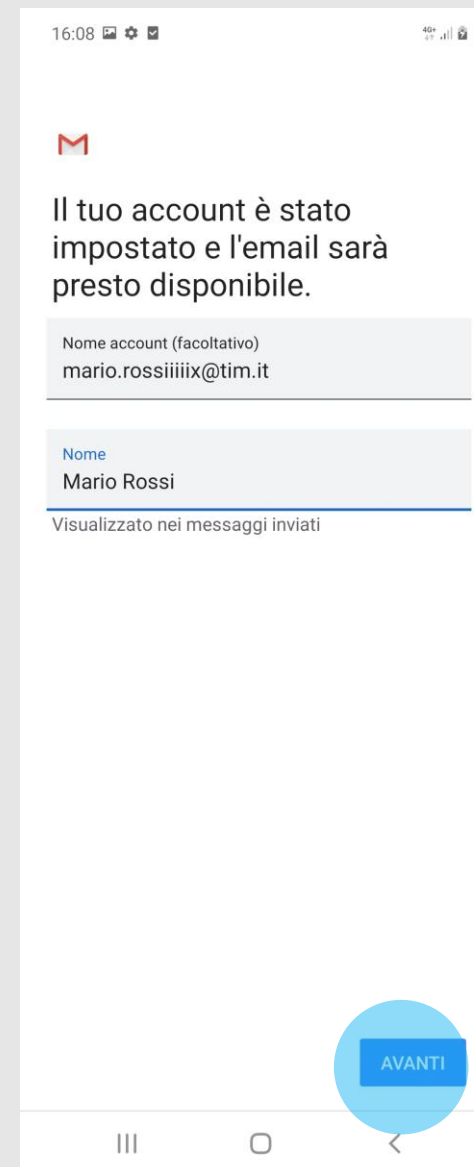 16:08
4G+
Il tuo account è stato
impostato e l'email sarà
presto disponibile.
Nome account (facoltativo)
mario.rossiiiiix@tim.it
Nome
Mario Rossi
Visualizzato nei messaggi inviati
AVANTI